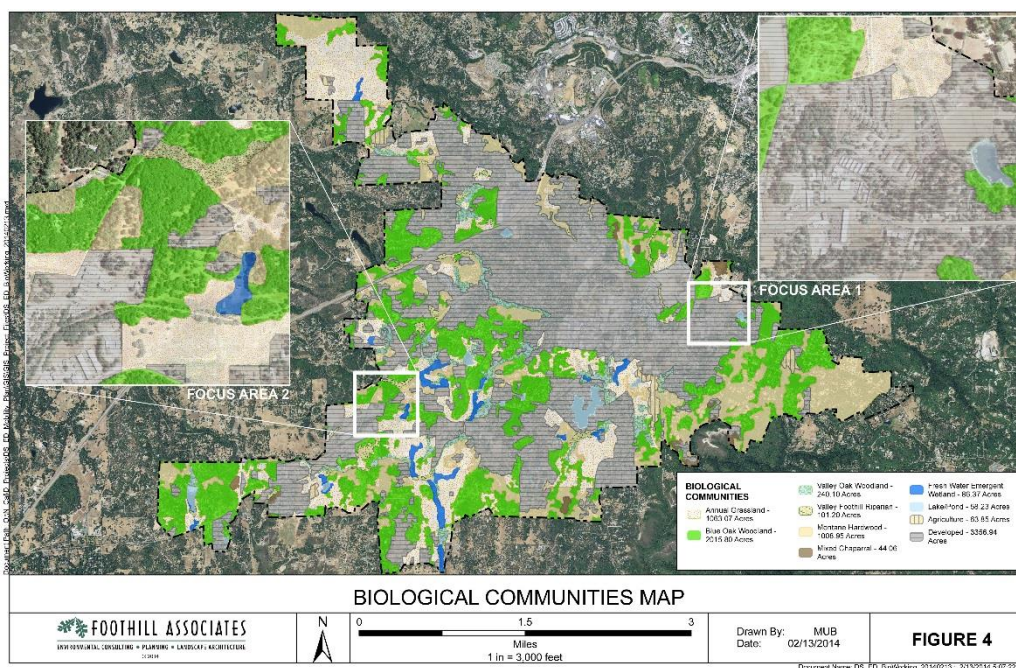 FOCUS AREA 1
FOCUS AREA 2
BIOLOGICAL
COMMUNITIES
Annual Grassland -
1063.07 Acres
Blue Oak Woodland -
2015.80 Acres
Valley Oak Woodland -
240.10 Acres
Valley Foothill Riparian -
101.20 Acres
Montane Hardwood -
1006.95 Acres
Mixed Chaparral - 44.06
Acres
Fresh Water Emergent
Wetland - 86.37 Acres
Lake/Pond - 58.23 Acres
Agriculture - 63.85 Acres
Developed - 3356.94
Acres
BIOLOGICAL COMMUNITIES MAP
FOOTHILL ASSOCIATES
ENVIRONMENTAL CONSULTING • PLANNING • LANDSCAPE ARCHITECTURE
N
0 1.5 3
Miles
1 in = 3,000 feet
Drawn By: MUB
Date: 02/13/2014
FIGURE 4